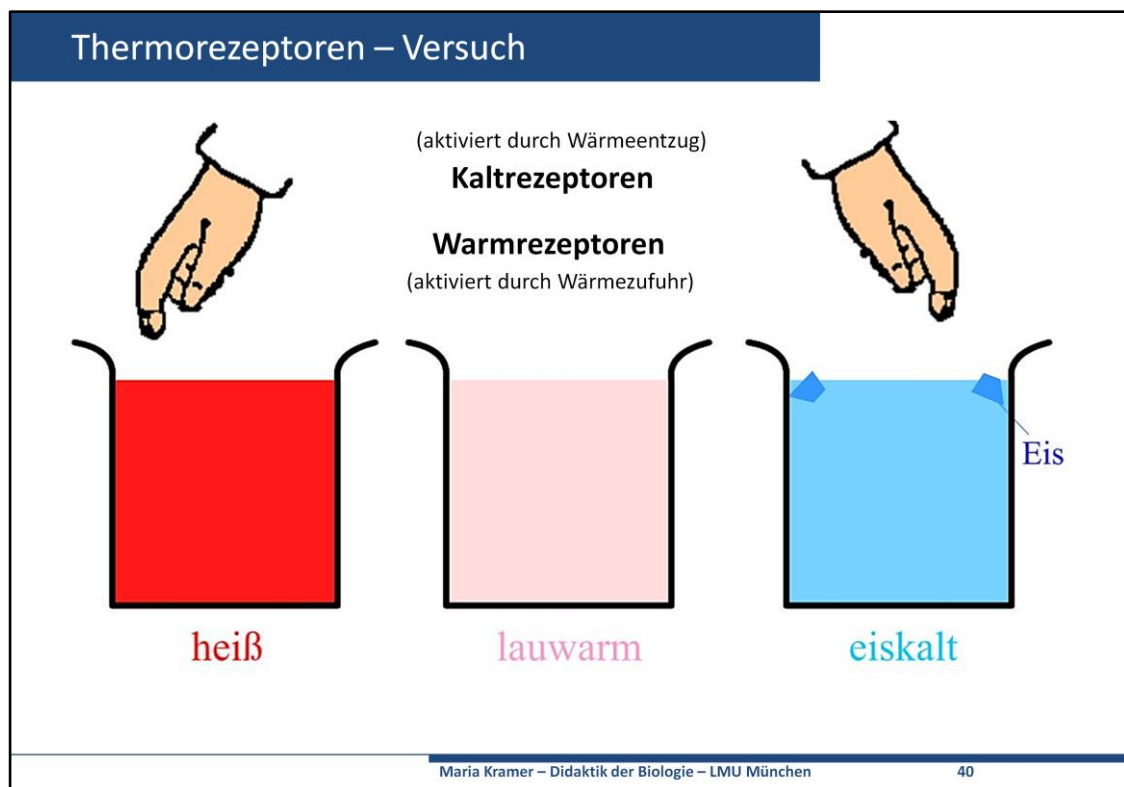 Thermorezeptoren – Versuch
(aktiviert durch Wärmeentzug)
Kaltrezeptoren
Warmrezeptoren
(aktiviert durch Wärmezufuhr)
Eis
heiß
lauwarm
eiskalt
Maria Kramer – Didaktik der Biologie – LMU München
40